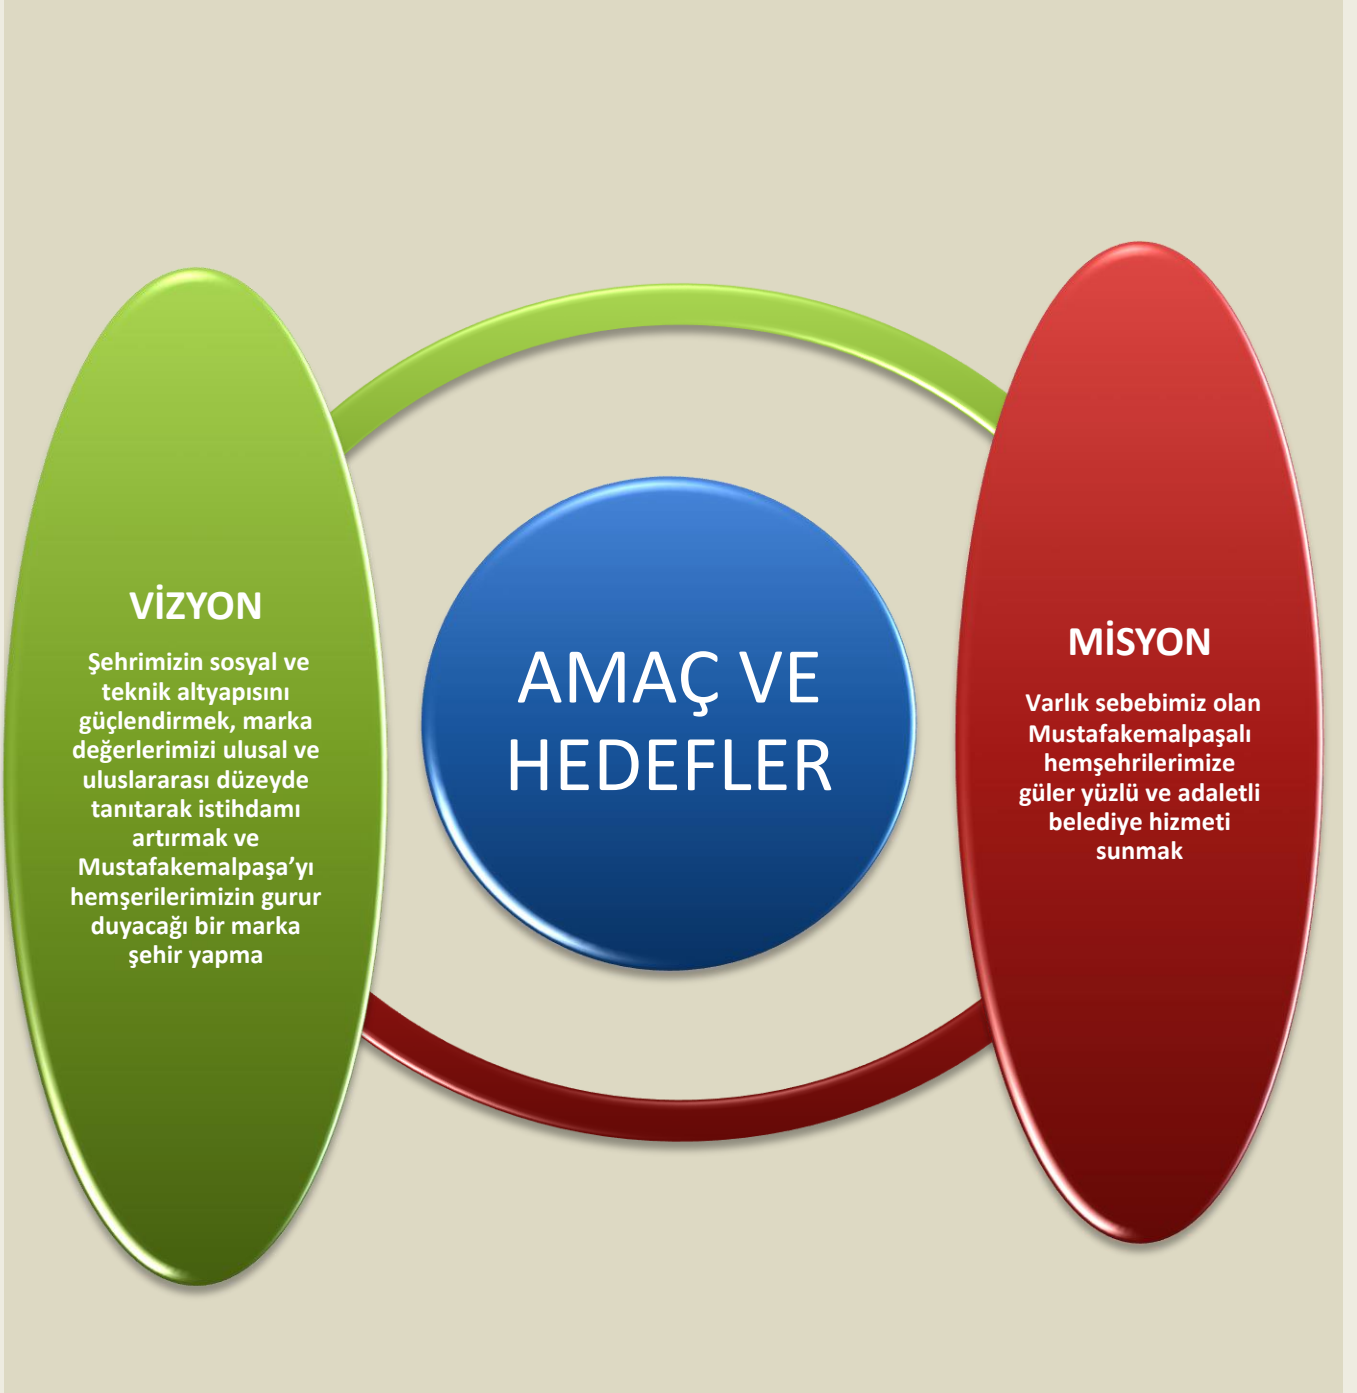 VİZYON
Şehrimizin sosyal ve
teknik altyapısını
güçlendirmek, marka
değerlerimizi ulusal ve
uluslararası düzeyde
tanıtarak istihdamı
artırmak ve
Mustafakemalpaşa’yı
hemşerilerimizin gurur
duyacağı bir marka
şehir yapma
AMAÇ VE
HEDEFLER
MİSYON
Varlık sebebimiz olan
Mustafakemalpaşalı
hemşehrilerimize
güler yüzlü ve adaletli
belediye hizmeti
sunmak